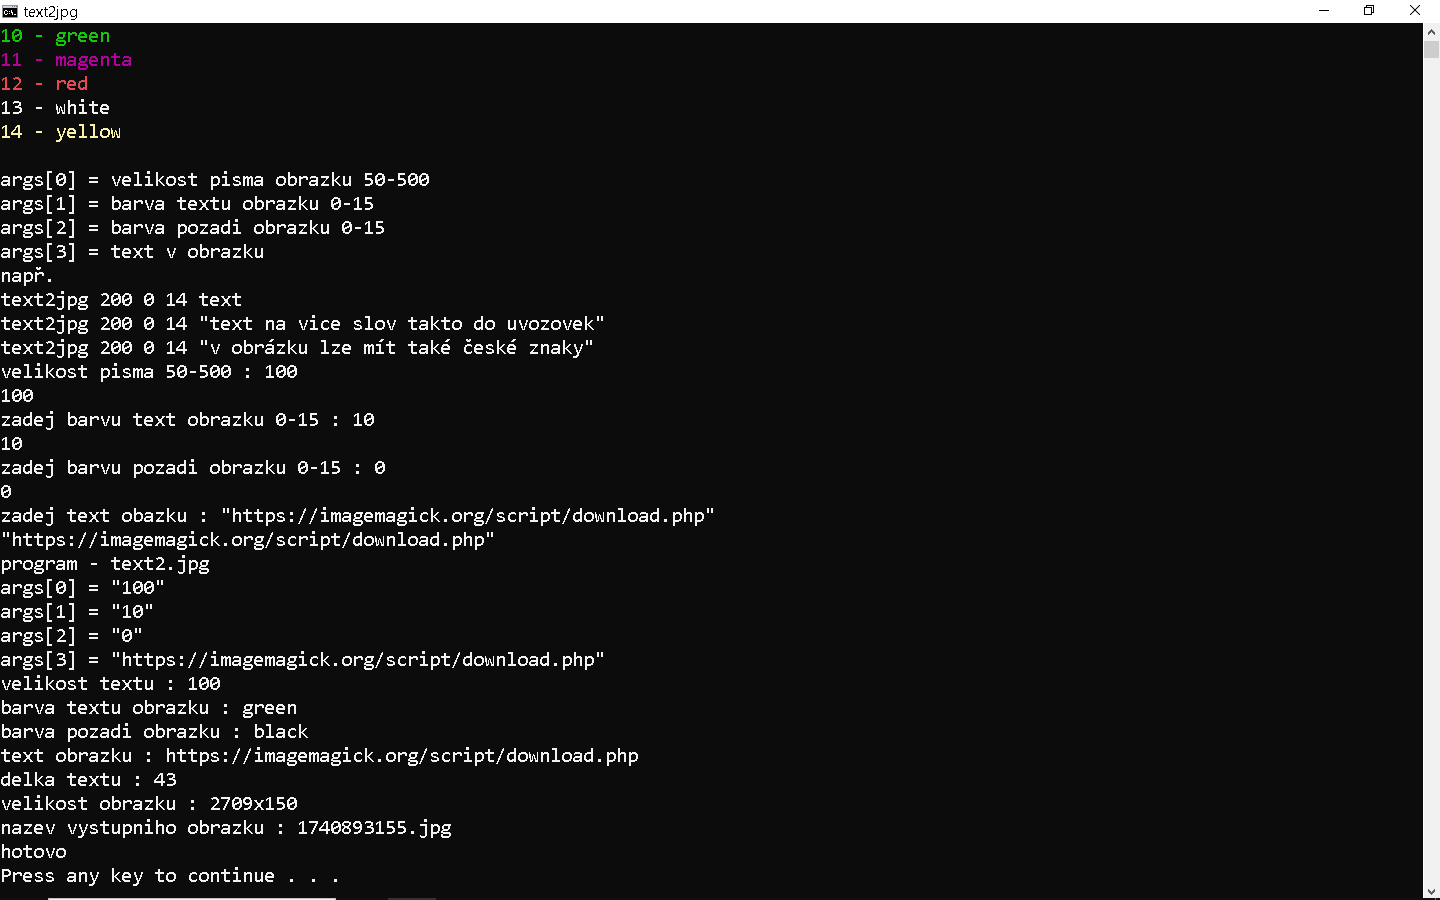 text2jpg
10 - green
11 - magenta
12 - red
13 - white
14 - yellow
args[0] = velikost pisma obrazku 50-500
args[1] = barva textu obrazku 0-15
args[2] = barva pozadi obrazku 0-15
args[3] = text v obrazku
např.
text2jpg 200 0 14 text
text2jpg 200 0 14 "text na vice slov takto do uvozovek"
text2jpg 200 0 14 "v obrázku lze mít také české znaky"
velikost pisma 50-500 : 100
100
zadej barvu text obrazku 0-15 : 10
10
zadej barvu pozadi obrazku 0-15 : 0
0
zadej text obazku : "https://imagemagick.org/script/download.php"
"https://imagemagick.org/script/download.php"
program - text2.jpg
args[0] = "100"
args[1] = "10"
args[2] = "0"
args[3] = "https://imagemagick.org/script/download.php"
velikost textu : 100
barva textu obrazku : green
barva pozadi obrazku : black
text obrazku : https://imagemagick.org/script/download.php
delka textu : 43
velikost obrazku : 2709x150
nazev vystupniho obrazku : 1740893155.jpg
hotovo
Press any key to continue . . .